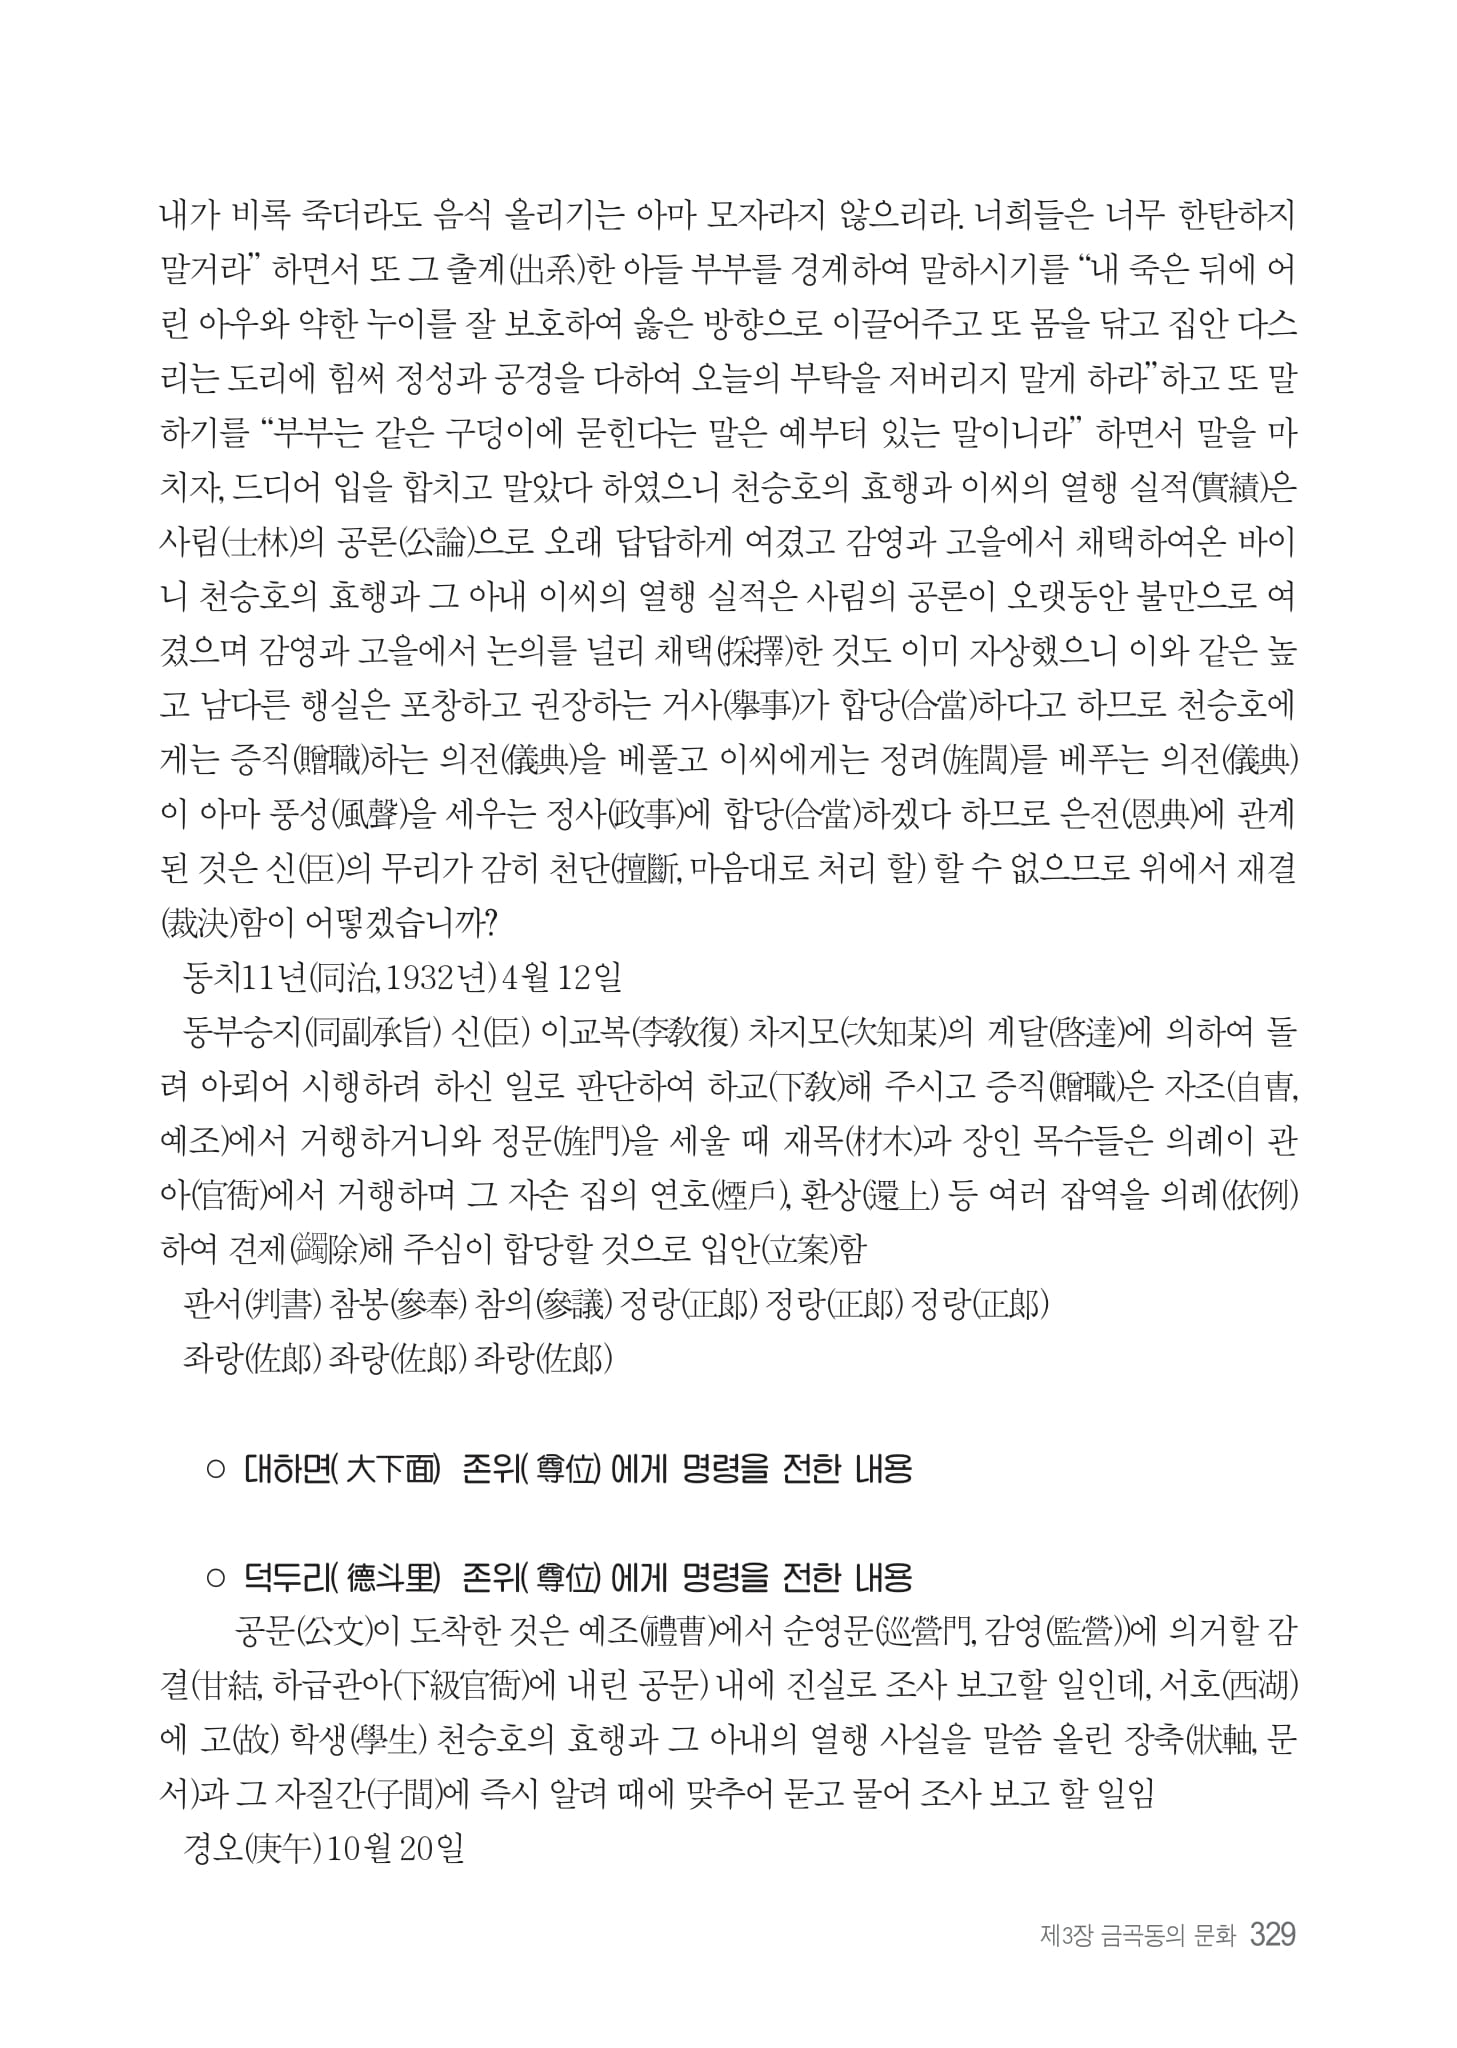 내가 비록 죽더라도 음식 올리기는 아마 모자라지 않으리라. 너희들은 너무 한탄하지
말거라” 하면서 또 그 출계(出系)한 아들 부부를 경계하여 말하시기를 “내 죽은 뒤에 어
린 아우와 약한 누이를 잘 보호하여 옳은 방향으로 이끌어주고 또 몸을 닦고 집안 다스
리는 도리에 힘써 정성과 공경을 다하여 오늘의 부탁을 저버리지 말게 하라”하고 또 말
하기를 “부부는 같은 구덩이에 묻힌다는 말은 예부터 있는 말이니라” 하면서 말을 마
치자, 드디어 입을 합치고 말았다 하였으니 천승호의 효행과 이씨의 열행 실적(實績)은
사림(士林)의 공론(公論)으로 오래 답답하게 여겼고 감영과 고을에서 채택하여온 바이
니 천승호의 효행과 그 아내 이씨의 열행 실적은 사림의 공론이 오랫동안 불만으로 여
겼으며 감영과 고을에서 논의를 널리 채택(採擇)한 것도 이미 자상했으니 이와 같은 높
고 남다른 행실은 포창하고 권장하는 거사(擧事)가 합당(合當)하다고 하므로 천승호에
게는 증직(贈職)하는 의전(儀典)을 베풀고 이씨에게는 정려(旌閭)를 베푸는 의전(儀典)
이 아마 풍성(風聲)을 세우는 정사(政事)에 합당(合當)하겠다 하므로 은전(恩典)에 관계
된 것은 신(臣)의 무리가 감히 천단(擅斷, 마음대로 처리 할) 할 수 없으므로 위에서 재결
(裁決)함이 어떻겠습니까?
동치11년(同治, 1932년) 4월 12일
동부승지(同副承旨) 신(臣) 이교복(李敎復) 차지모(次知某)의 계달(啓達)에 의하여 돌
려 아뢰어 시행하려 하신 일로 판단하여 하교(下敎)해 주시고 증직(贈職)은 자조(自曺,
예조)에서 거행하거니와 정문(旌門)을 세울 때 재목(材木)과 장인 목수들은 의례이 관
아(官衙)에서 거행하며 그 자손 집의 연호(煙戶), 환상(還上) 등 여러 잡역을 의례(依例)
하여 견제(蠲除)해 주심이 합당할 것으로 입안(立案)함
판서(判書) 참봉(參奉) 참의(參議) 정랑(正郞) 정랑(正郞) 정랑(正郞)
좌랑(佐郞) 좌랑(佐郞) 좌랑(佐郞)
○ 대하면(大下面) 존위(尊位)에게 명령을 전한 내용
○ 덕두리(德斗里) 존위(尊位)에게 명령을 전한 내용
공문(公文)이 도착한 것은 예조(禮曹)에서 순영문(巡營門, 감영(監營))에 의거할 감
결(甘結, 하급관아(下級官衙)에 내린 공문) 내에 진실로 조사 보고할 일인데, 서호(西湖)
에 고(故) 학생(學生) 천승호의 효행과 그 아내의 열행 사실을 말씀 올린 장축(狀軸, 문
서)과 그 자질간(子間)에 즉시 알려 때에 맞추어 묻고 물어 조사 보고 할 일임
경오(庚午) 10월 20일
제3장 금곡동의 문화 329